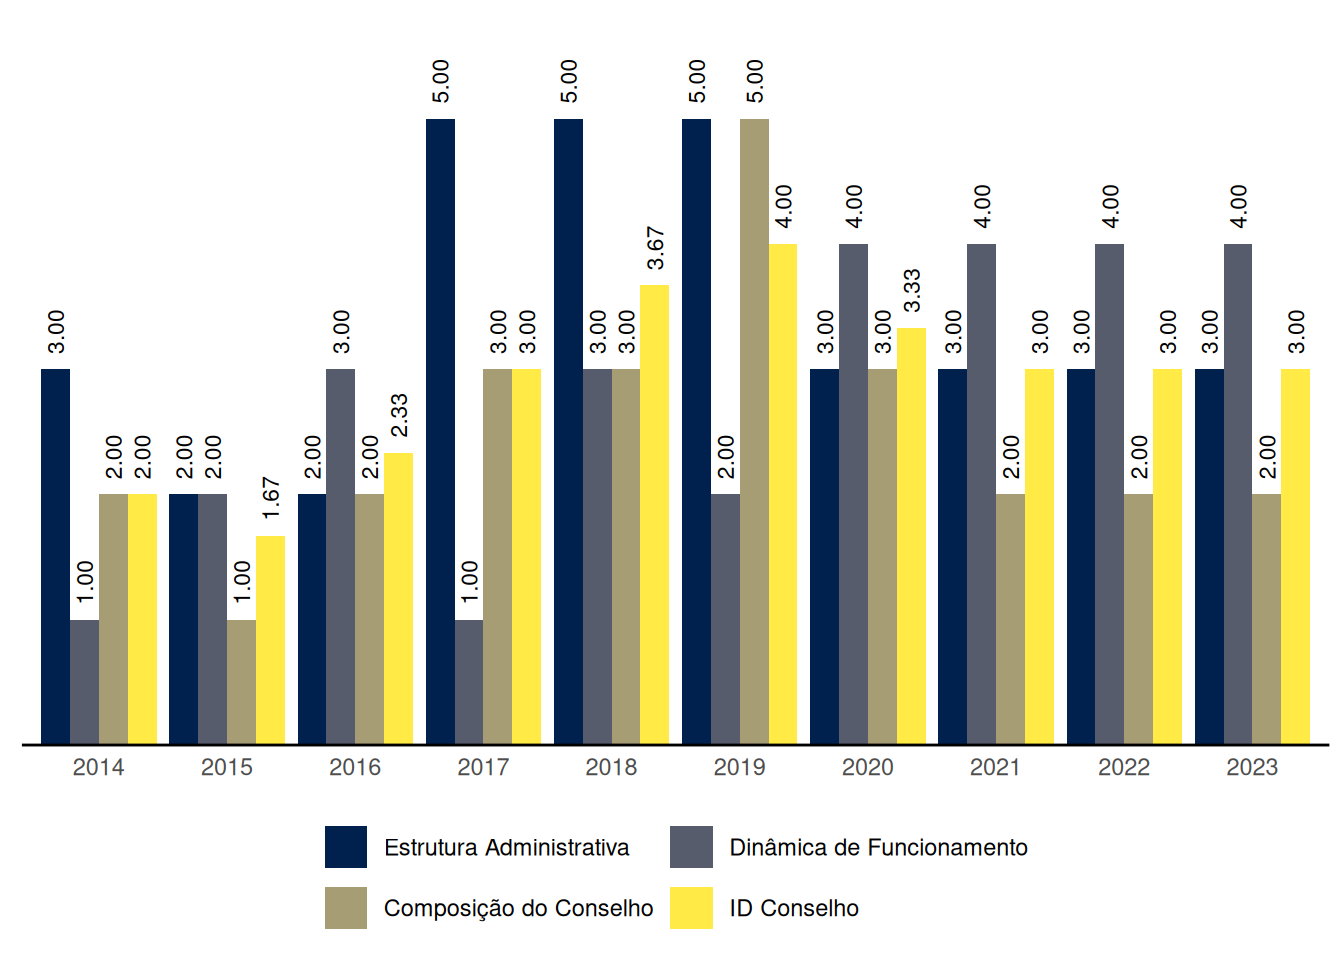 3.00 1.00 2.00 2.00 2.00 2.00 1.00 1.67 2.00 3.00 2.00 2.33 5.00 1.00 3.00 3.00 5.00 3.00 3.00 3.67 5.00 2.00 5.00 4.00 3.00 4.00 3.00 3.33 3.00 4.00 2.00 3.00 3.00 4.00 2.00 3.00 3.00 4.00 2.00 3.00
2014 2015 2016 2017 2018 2019 2020 2021 2022 2023
Estrutura Administrativa Dinâmica de Funcionamento
Composição do Conselho ID Conselho